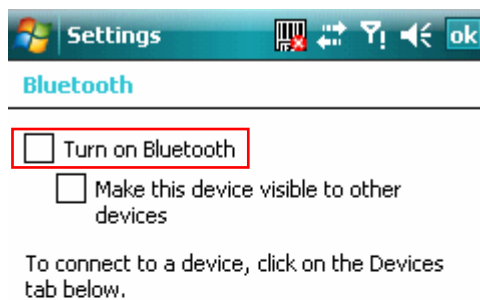 Settings ok
Bluetooth
Turn on Bluetooth
Make this device visible to other
devices
To connect to a device, click on the Devices
tab below.